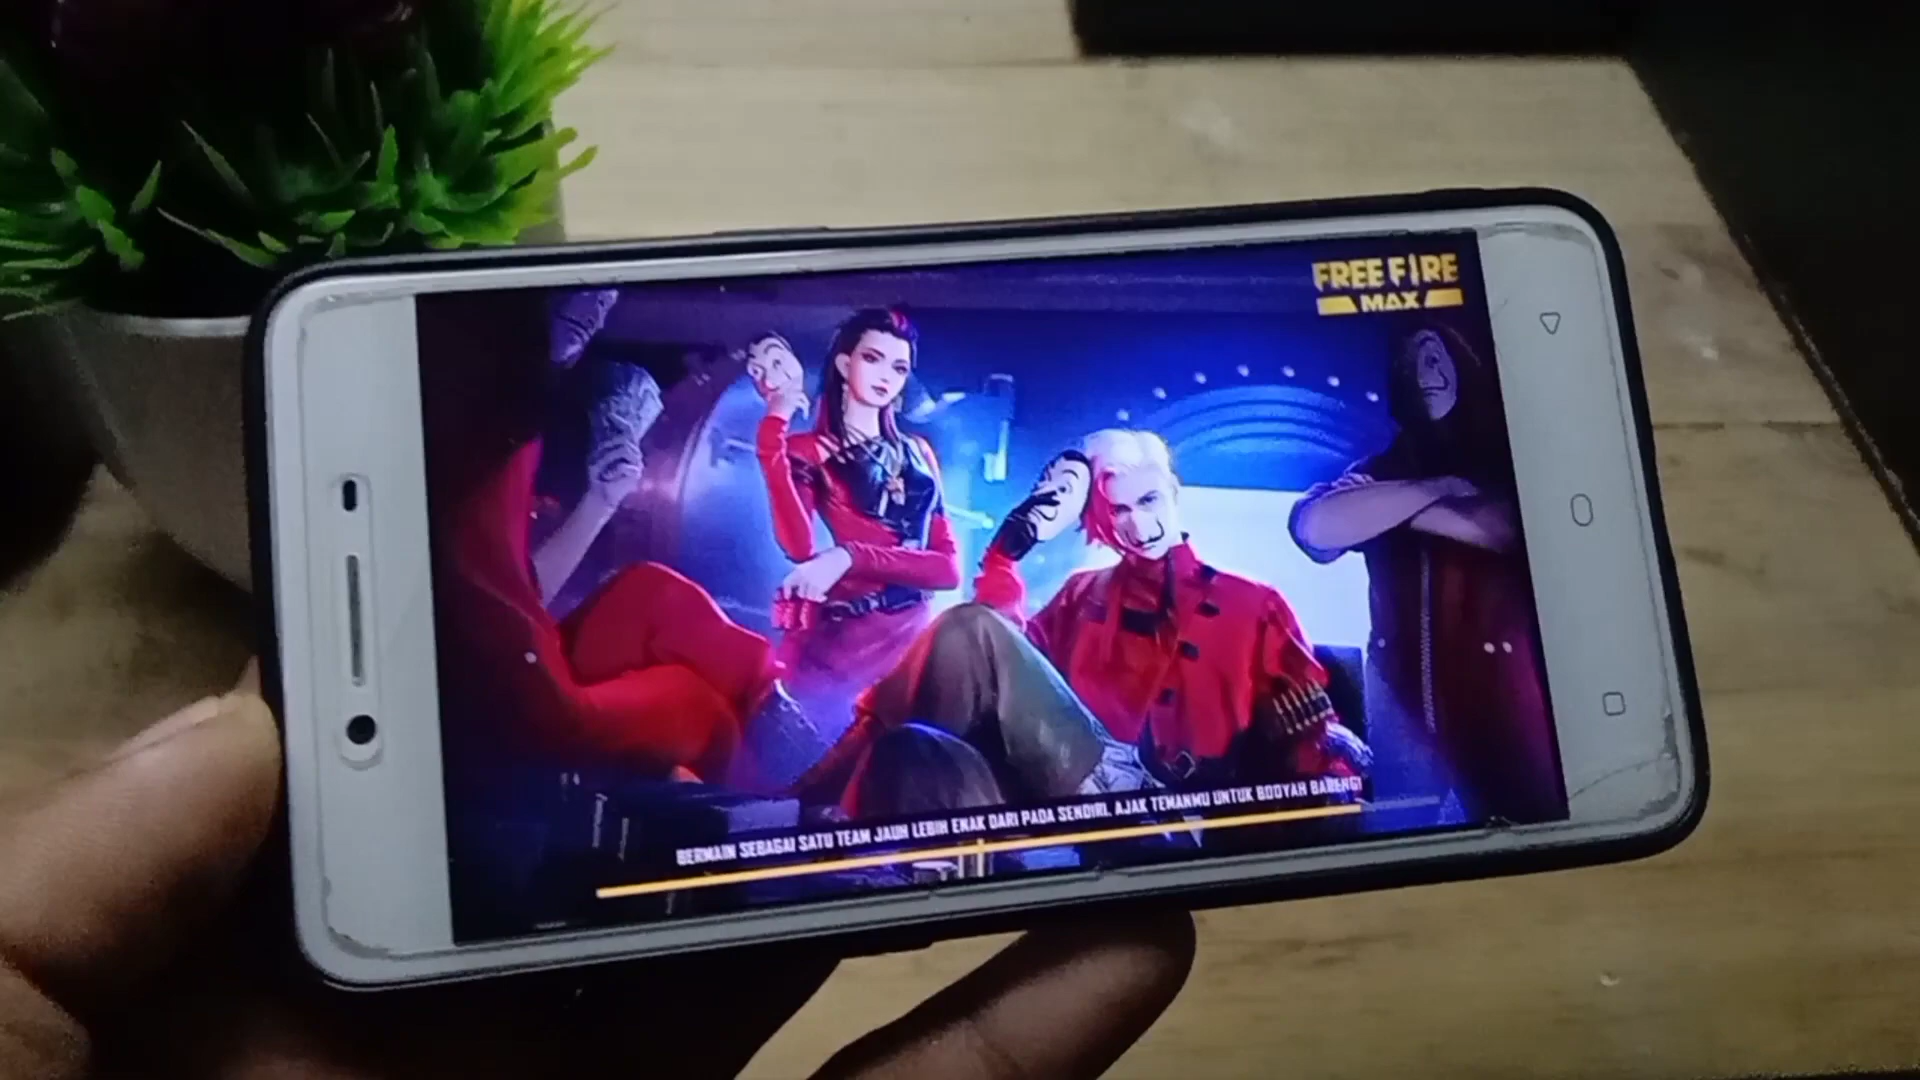 FREE FIRE
MAX
BERMAIN SEBAGAI SATU TEAM JAUH LEBIH ENAK DARI PADA SENDIRI. AJAK TEMANMU UNTUK BOOYAH BARENG!